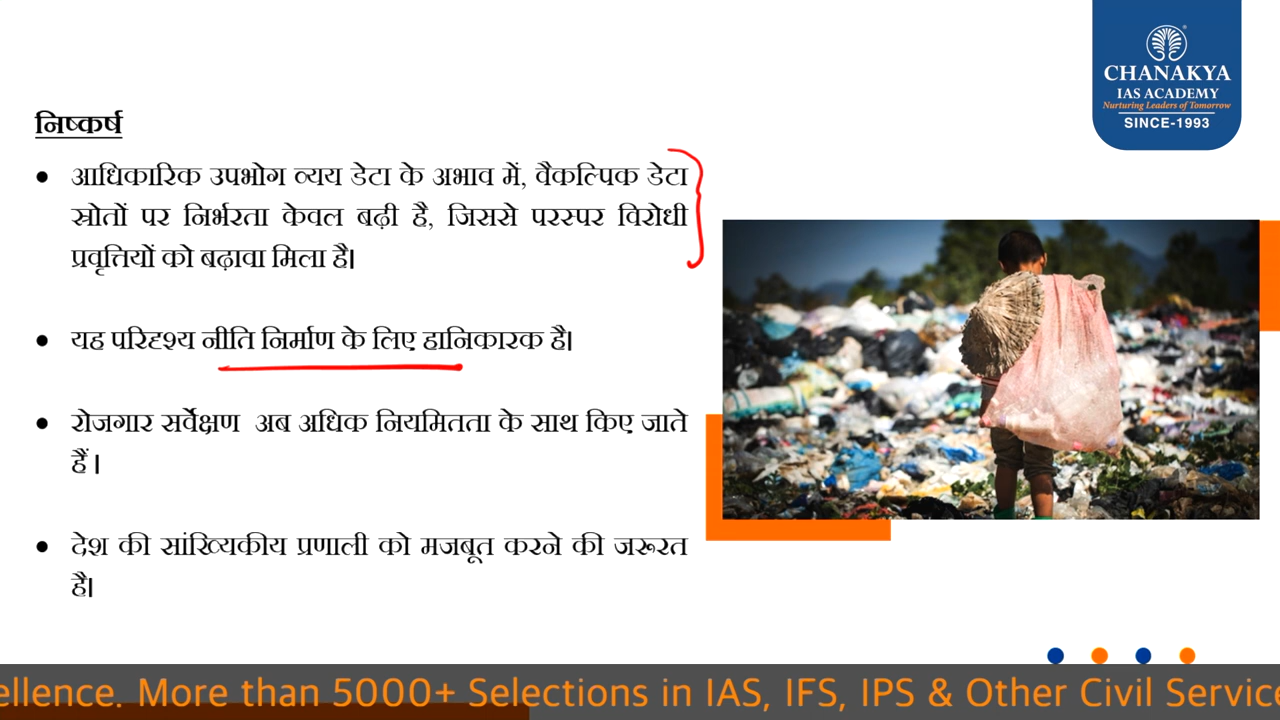 CHANAKYA
IAS ACADEMY
Nurturing Leaders of Tomorrow
SINCE-1993
निष्कर्ष
• आधिकारिक उपभोग व्यय डेटा के अभाव में, वैकल्पिक डेटा
स्रोतों पर निर्भरता केवल बढ़ी है, जिससे परस्पर विरोधी
प्रवृत्तियों को बढ़ावा मिला है।
• यह परिदृश्य नीति निर्माण के लिए हानिकारक है।
• रोजगार सर्वेक्षण अब अधिक नियमितता के साथ किए जाते
हैं।
• देश की सांख्यिकीय प्रणाली को मजबूत करने की जरूरत
है।
ellence. More than 5000+ Selections in IAS, IFS, IPS & Other Civil Service